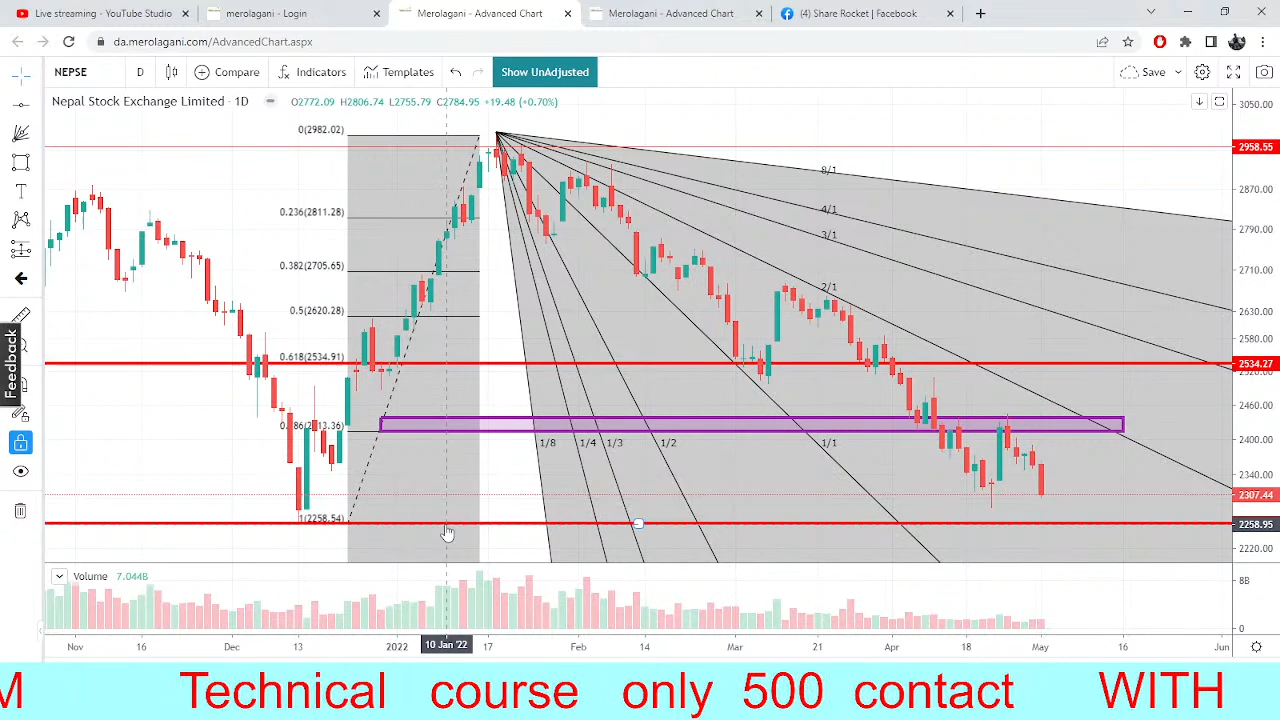 Live streaming - YouTube Studio
merolagani - Login
Merolagani - Advanced Chart
Merolagani - Advanced Chart
(4) Share Rocket | Facebook
da.merolagani.com/AdvancedChart.aspx
NEPSE D Compare Indicators Templates Show UnAdjusted Save
Nepal Stock Exchange Limited · 1D O2772.09 H2806.74 L2755.79 C2784.95 +19.48 (+0.70%)
3050.00
0(2982.02)
2958.55
8/1
2870.00
4/1
0.236(2811.28)
2790.00
3/1
0.382(2705.65)
2710.00
2/1
0.5(2620.28)
2630.00
2580.00
0.618(2534.91)
2534.27
2520.00
Feedback
2460.00
2400.00
1/8 1/4 1/3 1/2 1/1
2340.00
2307.44
1(2258.54)
2258.95
2220.00
Volume 7.044B
8B
0
Nov 16 Dec 13 2022 10 Jan '22 17 Feb 14 Mar 21 Apr 18 May 16 Jun
M Technical course only 500 contact WITH